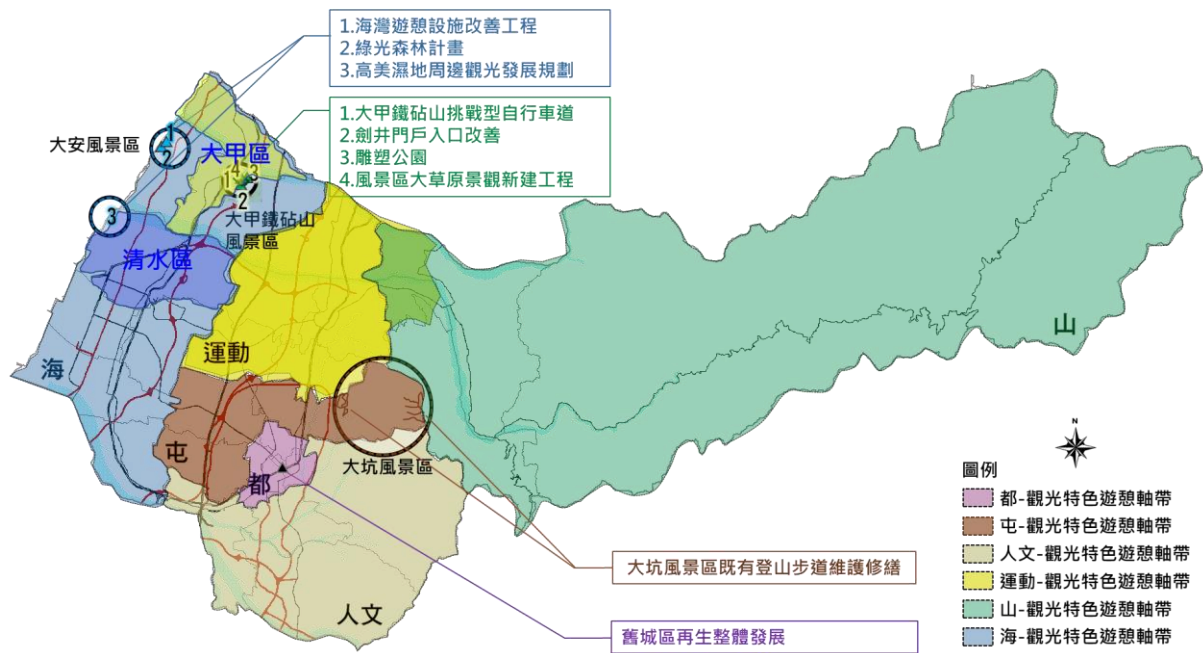 1.海灣遊憩設施改善工程
2.綠光森林計畫
3.高美濕地周邊觀光發展規劃
1.大甲鐵砧山挑戰型自行車道
2.劍井門戶入口改善
3.雕塑公園
4.風景區大草原景觀新建工程
大安風景區
1
2
大甲區
4
3
1
2
大甲鐵砧山
風景區
3
清水區
山
運動
海
屯
大坑風景區
都
人文
大坑風景區既有登山步道維護修繕
舊城區再生整體發展
N
圖例
都-觀光特色遊憩軸帶
屯-觀光特色遊憩軸帶
人文-觀光特色遊憩軸帶
運動-觀光特色遊憩軸帶
山-觀光特色遊憩軸帶
海-觀光特色遊憩軸帶